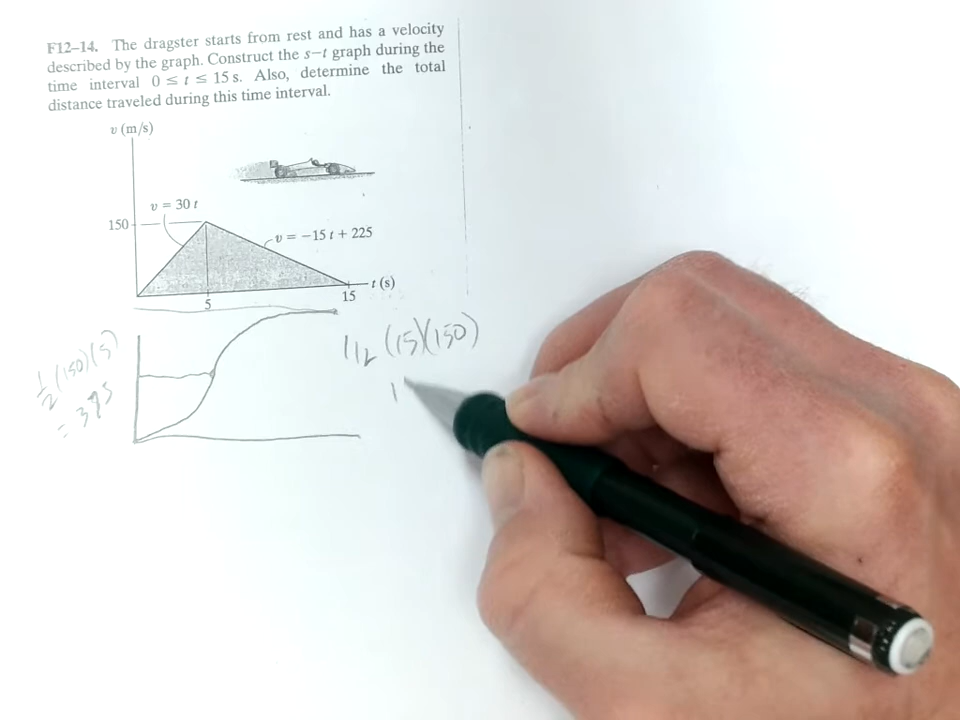 F12–14. The dragster starts from rest and has a velocity
described by the graph. Construct the s–t graph during the
time interval 0 ≤ t ≤ 15 s. Also, determine the total
distance traveled during this time interval.
v (m/s)
v = 30 t
150
v = −15 t + 225
t (s)
5
15
1/2 (150)(5)
= 375
1/2 (15)(150)
1